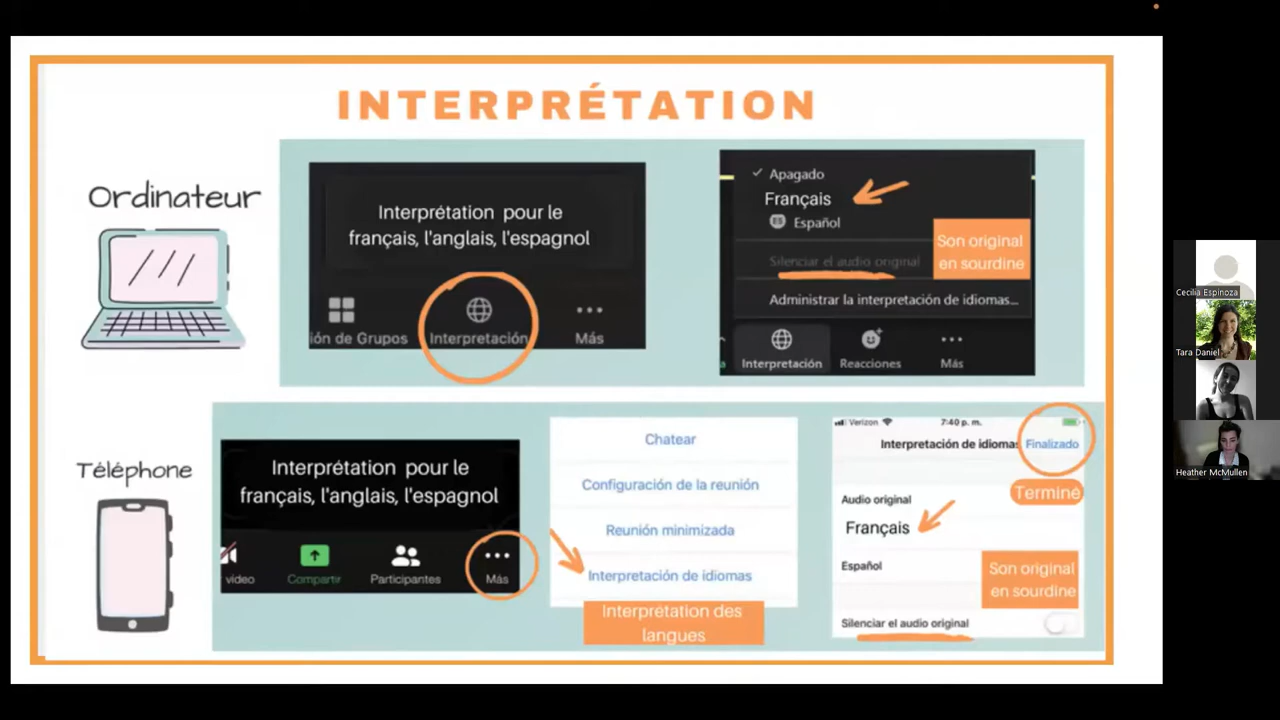 INTERPRÉTATION
Ordinateur
Interprétation pour le
français, l'anglais, l'espagnol
ión de Grupos
Interpretación
Más
Apagado
Français
ES Español
Silenciar el audio original
Son original
en sourdine
Administrar la interpretación de idiomas...
Interpretación
Reacciones
Más
Téléphone
Interprétation pour le
français, l'anglais, l'espagnol
video
Compartir
Participantes
Más
Chatear
Configuración de la reunión
Reunión minimizada
Interpretación de idiomas
Interprétation des
langues
Verizon
7:40 p. m.
Interpretación de idiomas
Finalizado
Terminé
Audio original
Français
Español
Son original
en sourdine
Silenciar el audio original
Cecilia Espinoza
Tara Daniel
Heather McMullen